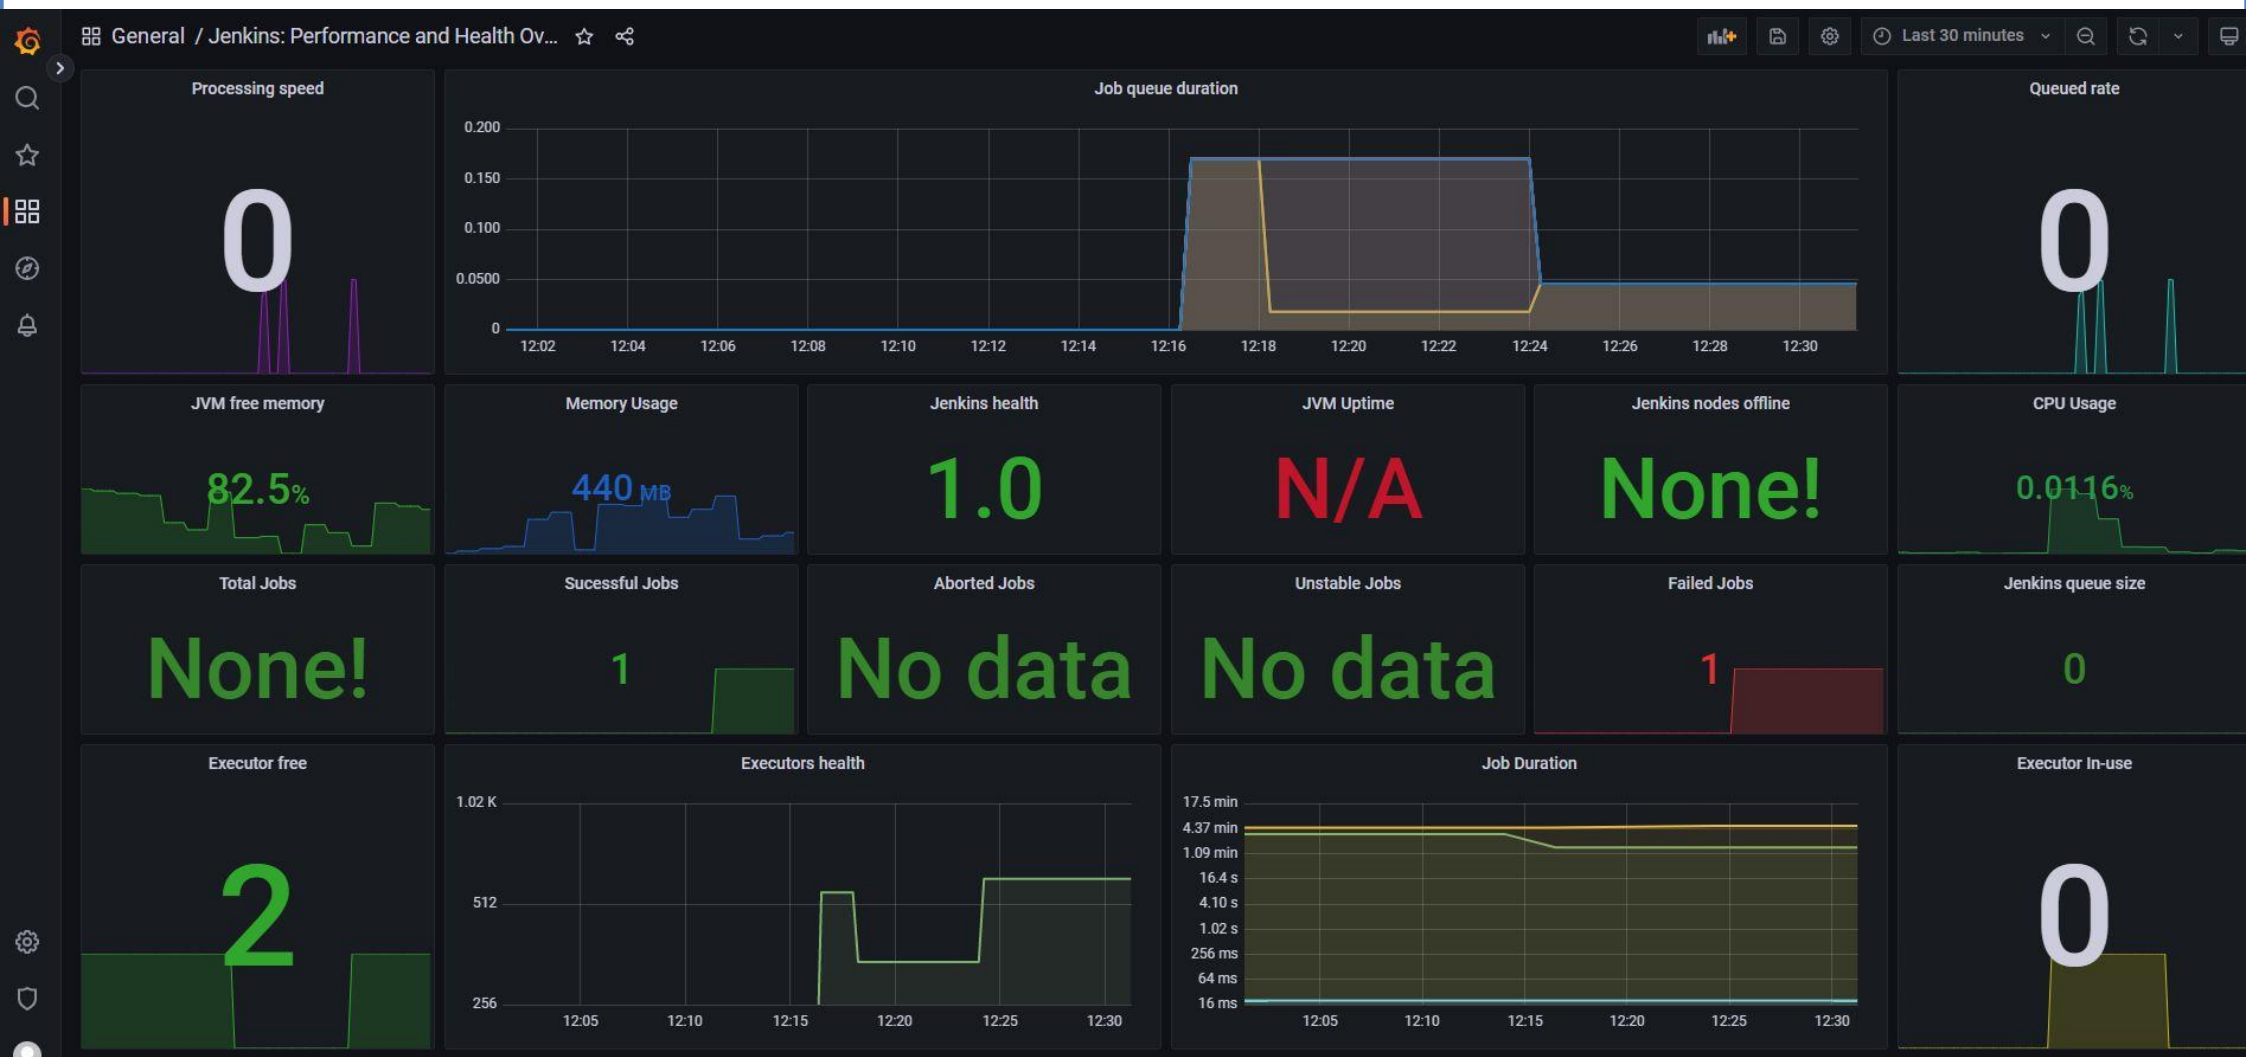 General / Jenkins: Performance and Health Ov...
Last 30 minutes
Processing speed
0
Job queue duration
0.200
0.150
0.100
0.0500
0
12:02 12:04 12:06 12:08 12:10 12:12 12:14 12:16 12:18 12:20 12:22 12:24 12:26 12:28 12:30
Queued rate
0
JVM free memory
82.5%
Memory Usage
440 MB
Jenkins health
1.0
JVM Uptime
N/A
Jenkins nodes offline
None!
CPU Usage
0.0116%
Total Jobs
None!
Sucessful Jobs
1
Aborted Jobs
No data
Unstable Jobs
No data
Failed Jobs
1
Jenkins queue size
0
Executor free
2
Executors health
1.02 K
512
256
12:05 12:10 12:15 12:20 12:25 12:30
Job Duration
17.5 min
4.37 min
1.09 min
16.4 s
4.10 s
1.02 s
256 ms
64 ms
16 ms
12:05 12:10 12:15 12:20 12:25 12:30
Executor In-use
0